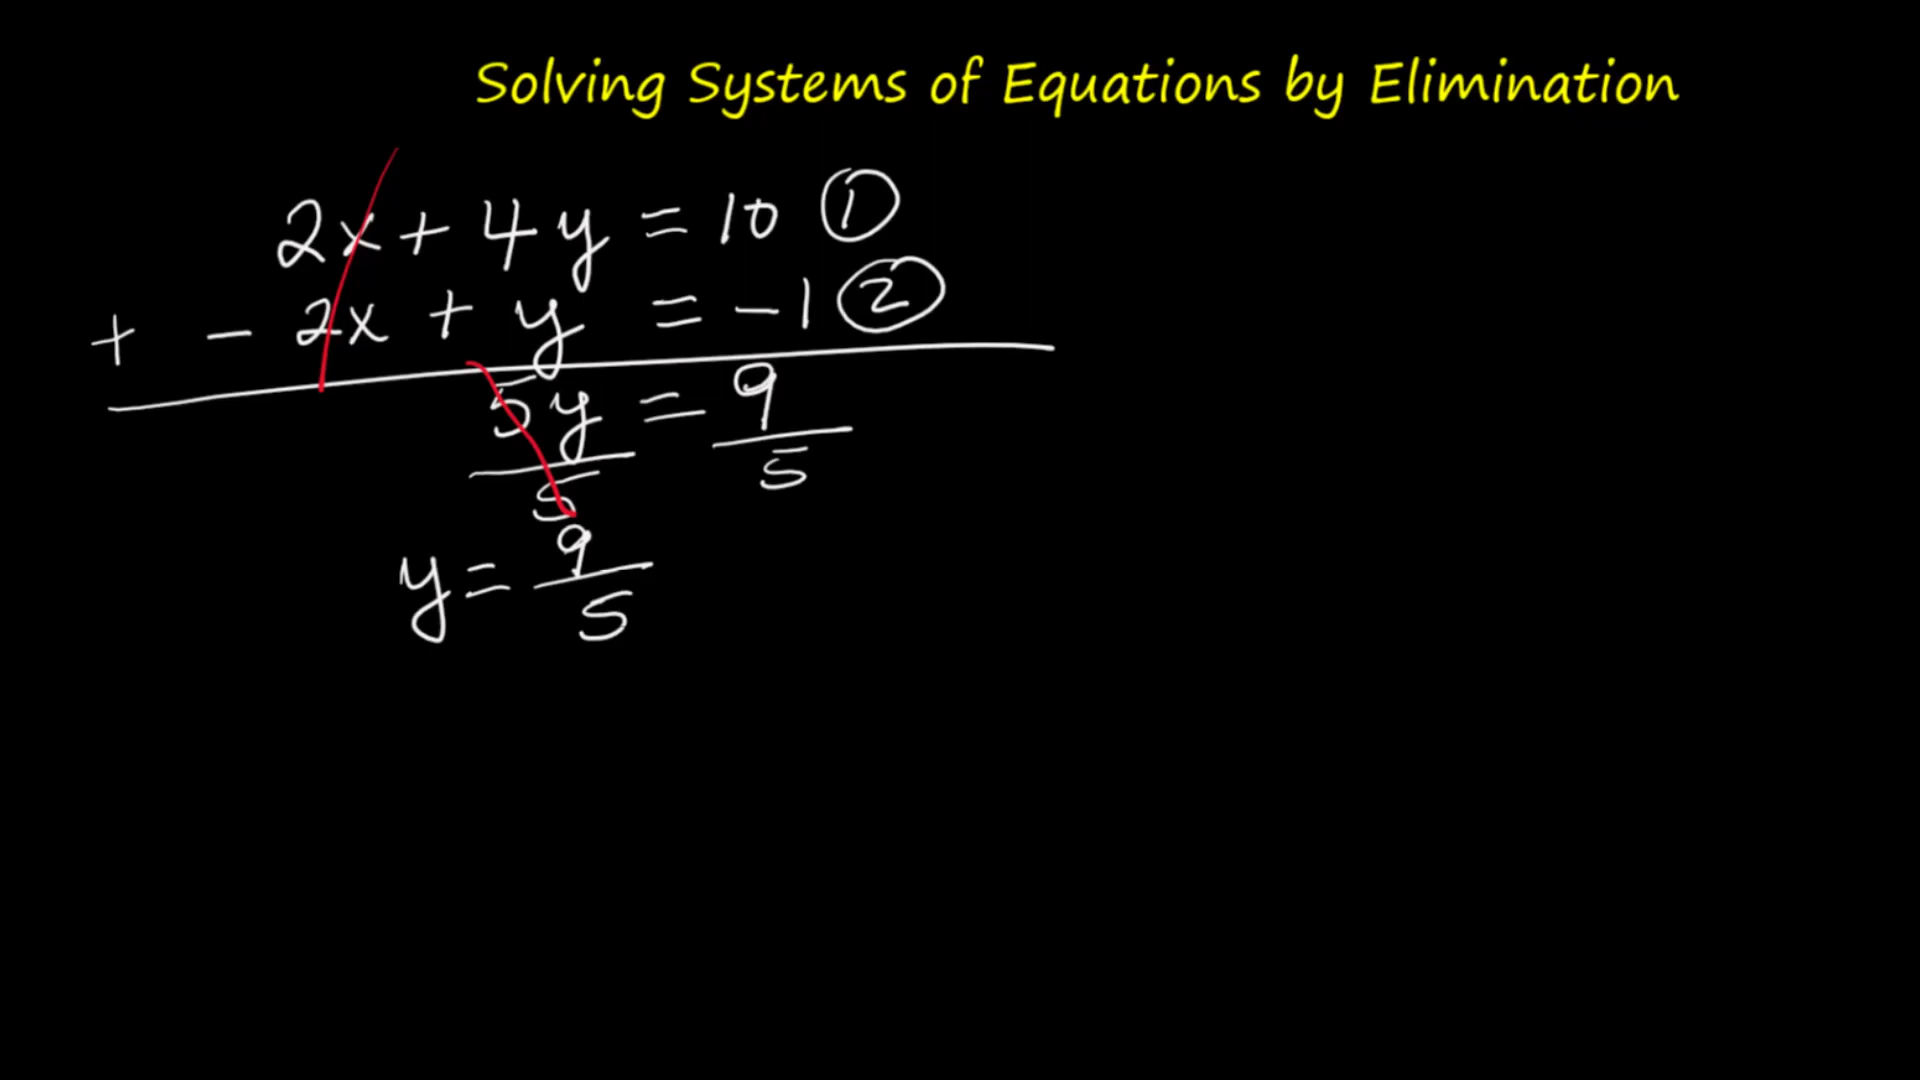 Solving Systems of Equations by Elimination
2x + 4y = 10 ①
+ - 2x + y = -1 ②
5y = 9
5 5
y = 9/5